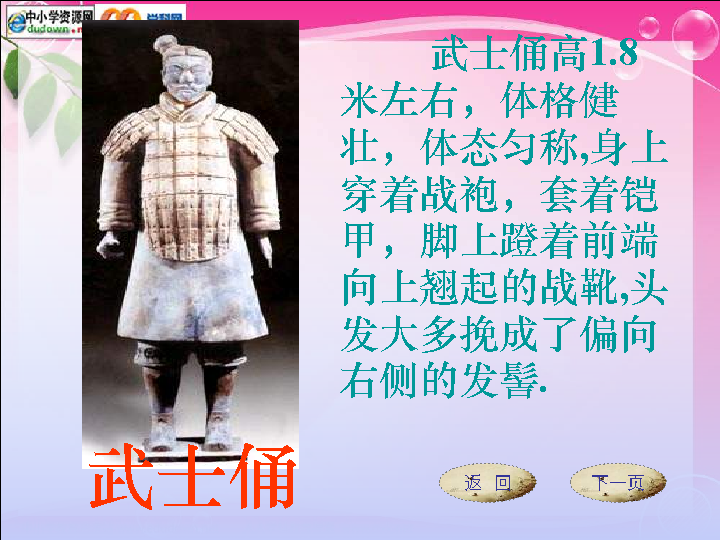 中小学资源网
edudown.net
学科网
武士俑高1.8
米左右，体格健
壮，体态匀称,身上
穿着战袍，套着铠
甲，脚上蹬着前端
向上翘起的战靴,头
发大多挽成了偏向
右侧的发髻.
武士俑
返 回
下一页